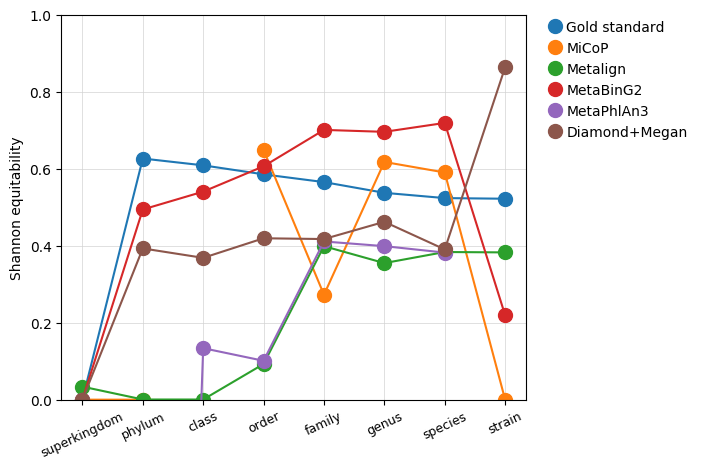 1.0
0.8
0.6
0.4
0.2
0.0
Shannon equitability
superkingdom
phylum
class
order
family
genus
species
strain
Gold standard
MiCoP
Metalign
MetaBinG2
MetaPhlAn3
Diamond+Megan